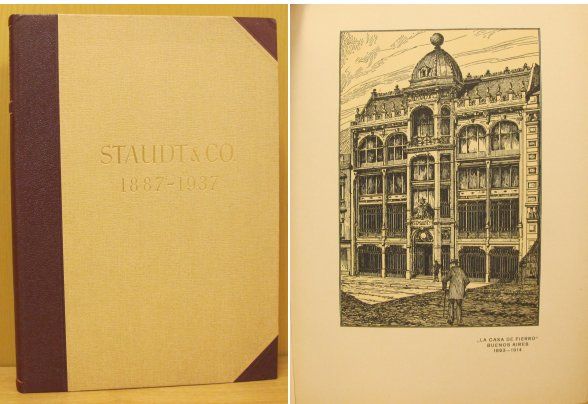 STAUDT & CO.
1887-1937
„LA CASA DE FIERRO"
BUENOS AIRES
1893—1914